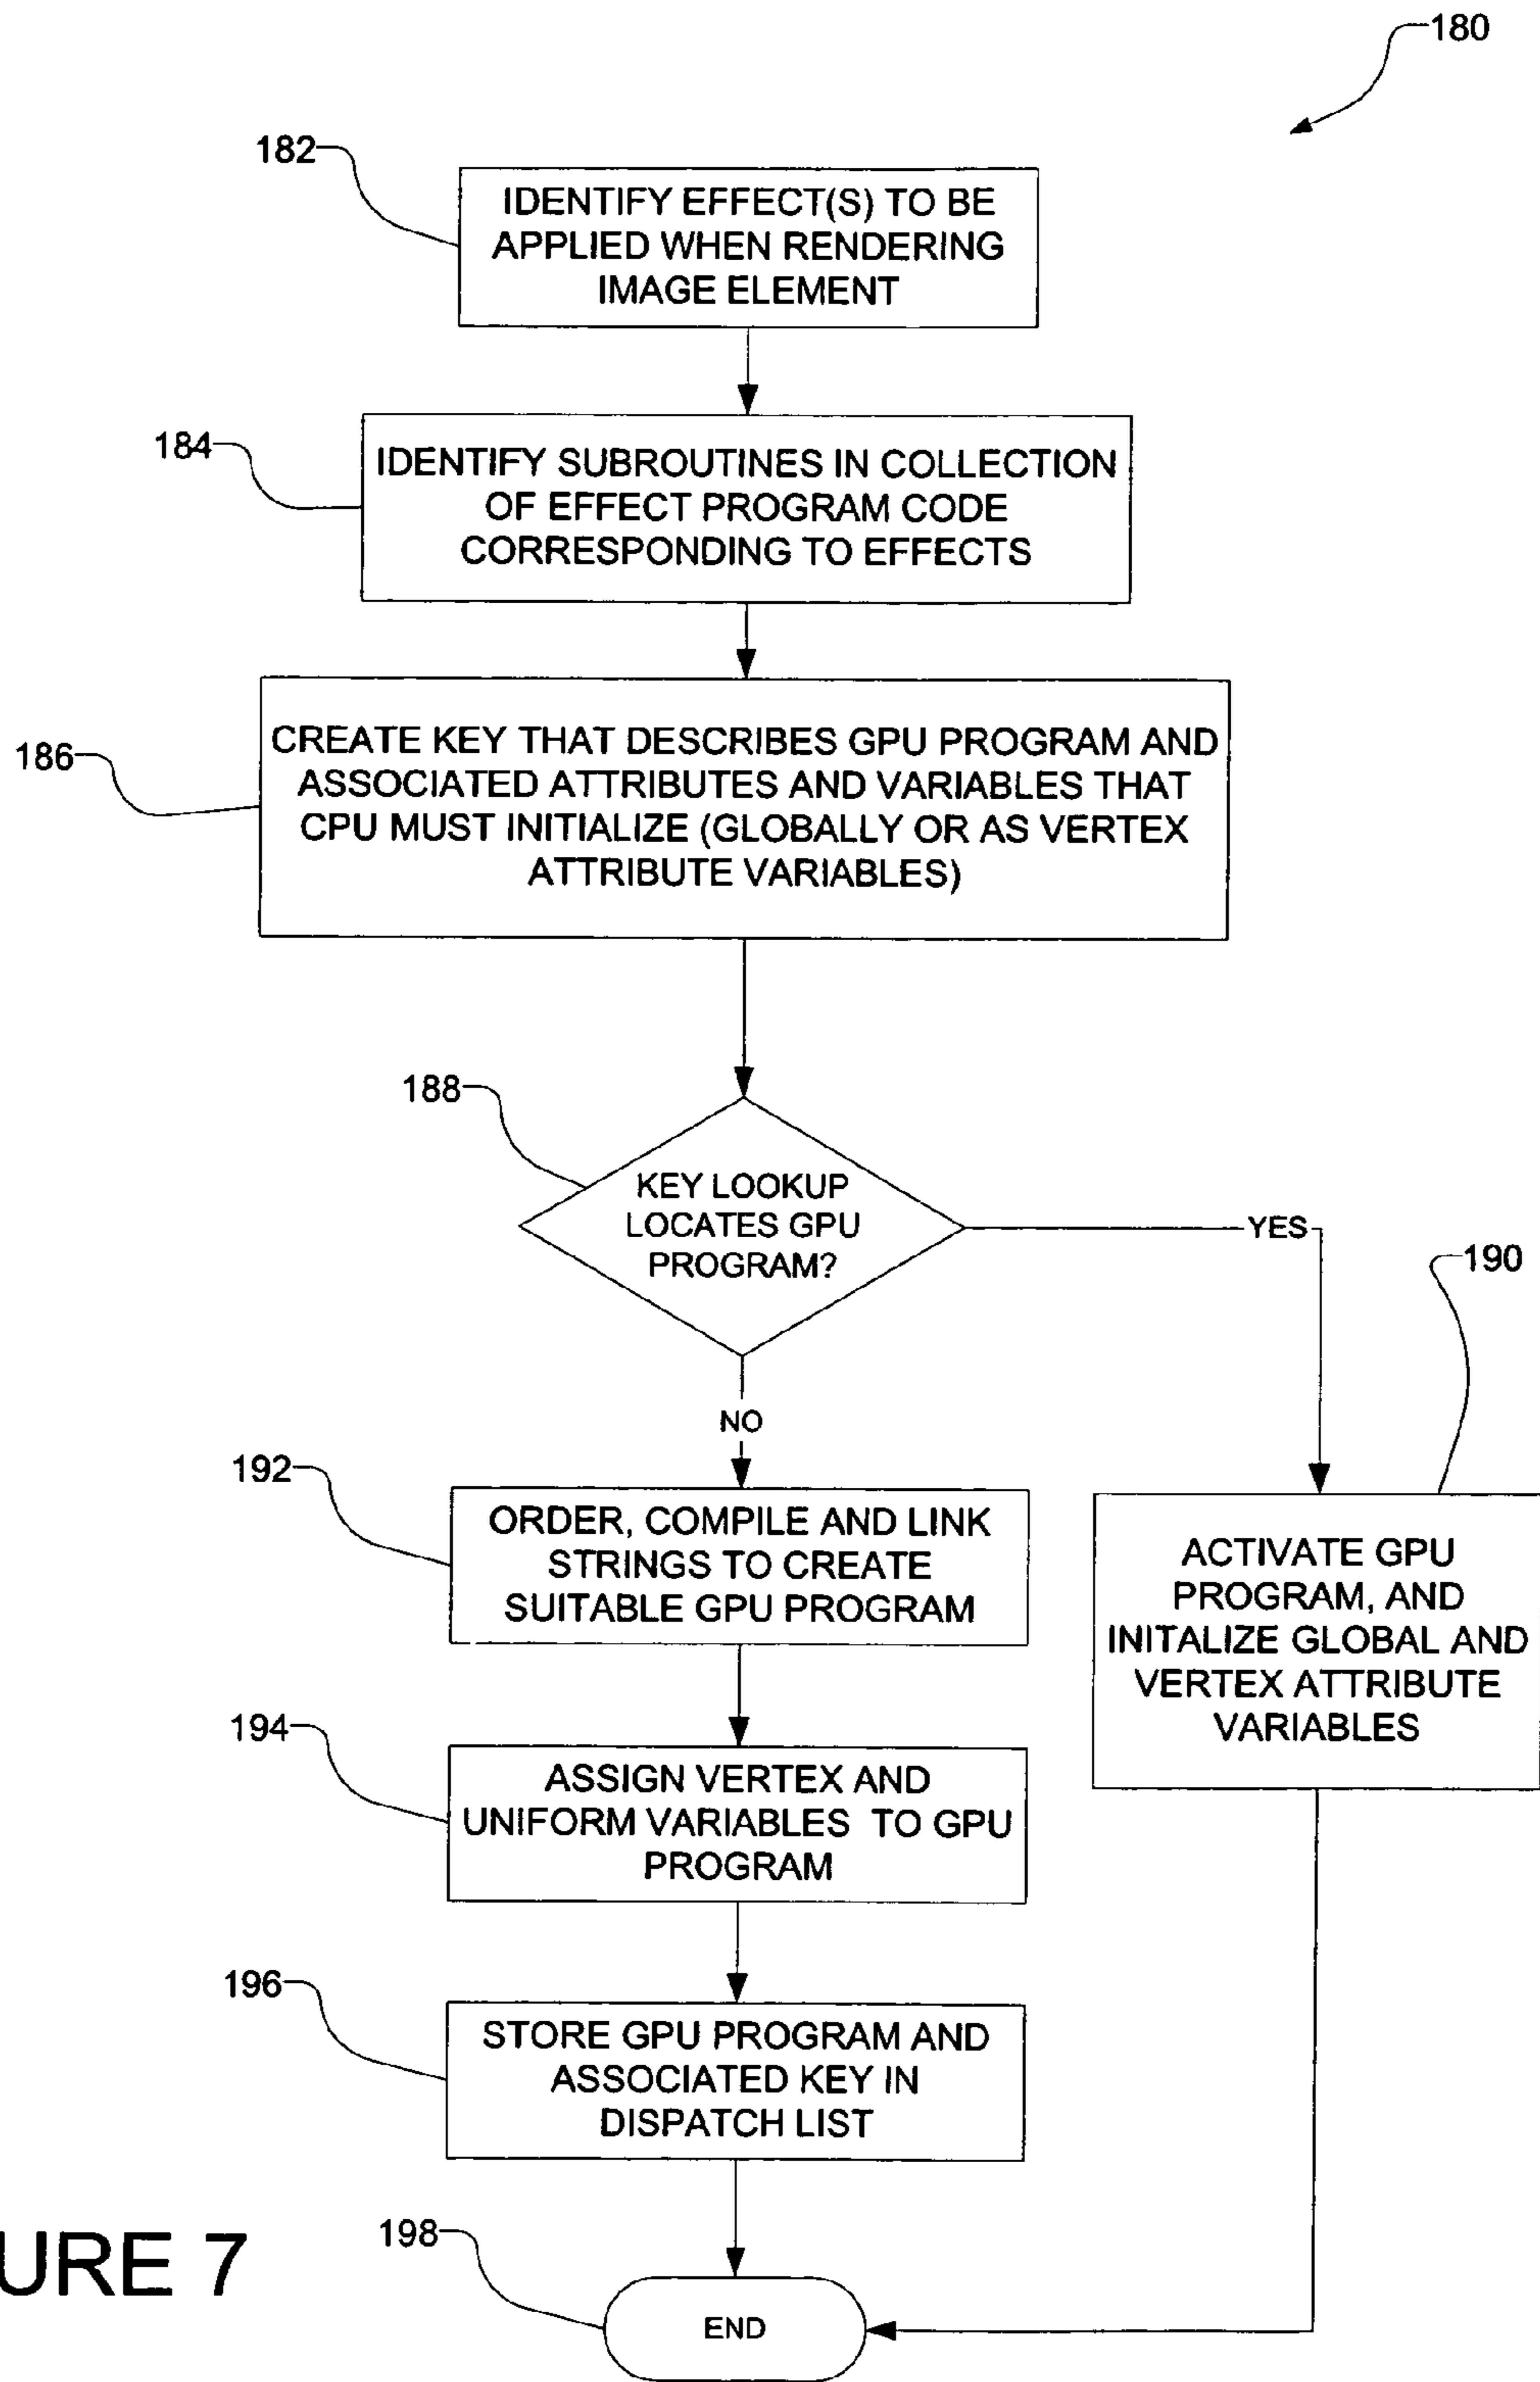 180
182
IDENTIFY EFFECT(S) TO BE
APPLIED WHEN RENDERING
IMAGE ELEMENT
184
IDENTIFY SUBROUTINES IN COLLECTION
OF EFFECT PROGRAM CODE
CORRESPONDING TO EFFECTS
186
CREATE KEY THAT DESCRIBES GPU PROGRAM AND
ASSOCIATED ATTRIBUTES AND VARIABLES THAT
CPU MUST INITIALIZE (GLOBALLY OR AS VERTEX
ATTRIBUTE VARIABLES)
188
KEY LOOKUP
LOCATES GPU
PROGRAM?
YES
190
NO
192
ORDER, COMPILE AND LINK
STRINGS TO CREATE
SUITABLE GPU PROGRAM
ACTIVATE GPU
PROGRAM, AND
INITALIZE GLOBAL AND
VERTEX ATTRIBUTE
VARIABLES
194
ASSIGN VERTEX AND
UNIFORM VARIABLES TO GPU
PROGRAM
196
STORE GPU PROGRAM AND
ASSOCIATED KEY IN
DISPATCH LIST
198
END
URE 7